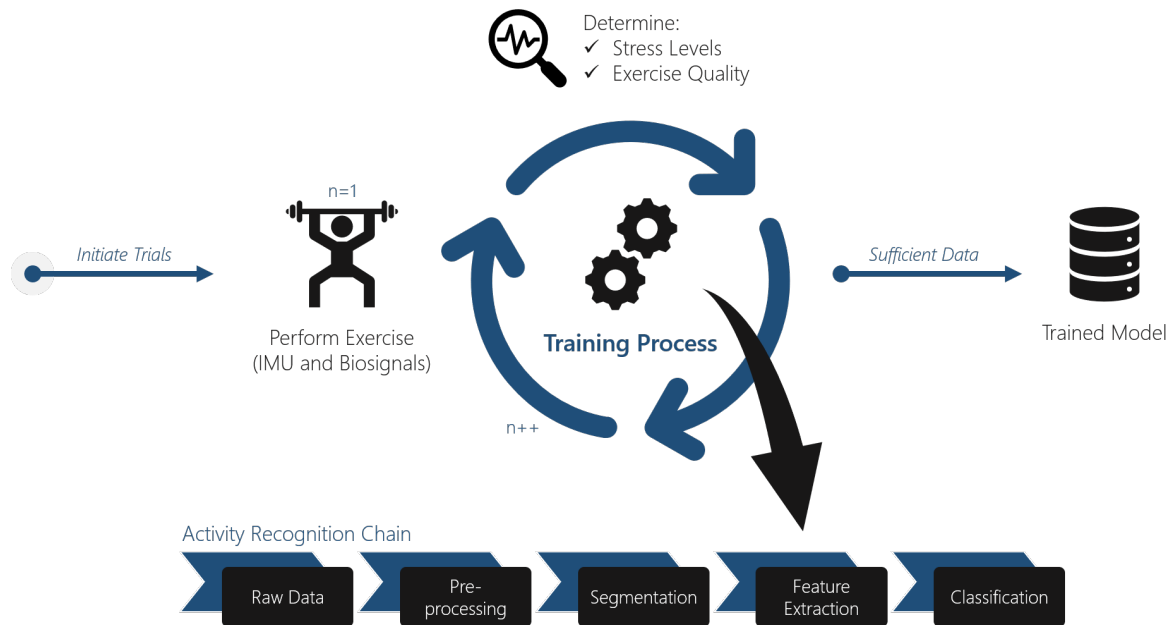 Determine:
✓ Stress Levels
✓ Exercise Quality
n=1
Initiate Trials
Sufficient Data
Perform Exercise
(IMU and Biosignals)
Training Process
Trained Model
n++
Activity Recognition Chain
Raw Data
Pre-
processing
Segmentation
Feature
Extraction
Classification